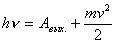 hν = Aвых. + mv²/2